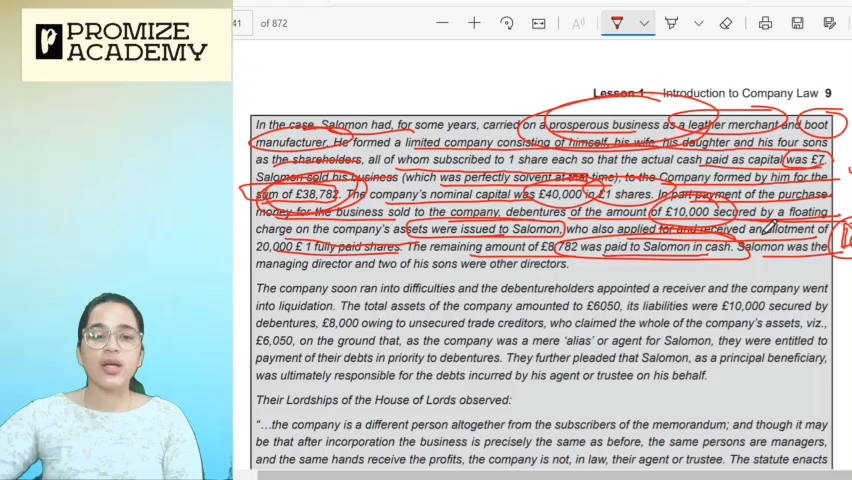 PROMIZE
ACADEMY
41 of 872
Lesson 1 Introduction to Company Law 9
In the case, Salomon had, for some years, carried on a prosperous business as a leather merchant and boot
manufacturer. He formed a limited company consisting of himself, his wife, his daughter and his four sons
as the shareholders, all of whom subscribed to 1 share each so that the actual cash paid as capital was £7.
Salomon sold his business (which was perfectly solvent at that time), to the Company formed by him for the
sum of £38,782. The company's nominal capital was £40,000 in £1 shares. In part payment of the purchase
money for the business sold to the company, debentures of the amount of £10,000 secured by a floating
charge on the company's assets were issued to Salomon, who also applied for and received an allotment of
20,000 £ 1 fully paid shares. The remaining amount of £8,782 was paid to Salomon in cash. Salomon was the
managing director and two of his sons were other directors.
The company soon ran into difficulties and the debentureholders appointed a receiver and the company went
into liquidation. The total assets of the company amounted to £6050, its liabilities were £10,000 secured by
debentures, £8,000 owing to unsecured trade creditors, who claimed the whole of the company's assets, viz.,
£6,050, on the ground that, as the company was a mere 'alias' or agent for Salomon, they were entitled to
payment of their debts in priority to debentures. They further pleaded that Salomon, as a principal beneficiary,
was ultimately responsible for the debts incurred by his agent or trustee on his behalf.
Their Lordships of the House of Lords observed:
"…the company is a different person altogether from the subscribers of the memorandum; and though it may
be that after incorporation the business is precisely the same as before, the same persons are managers,
and the same hands receive the profits, the company is not, in law, their agent or trustee. The statute enacts